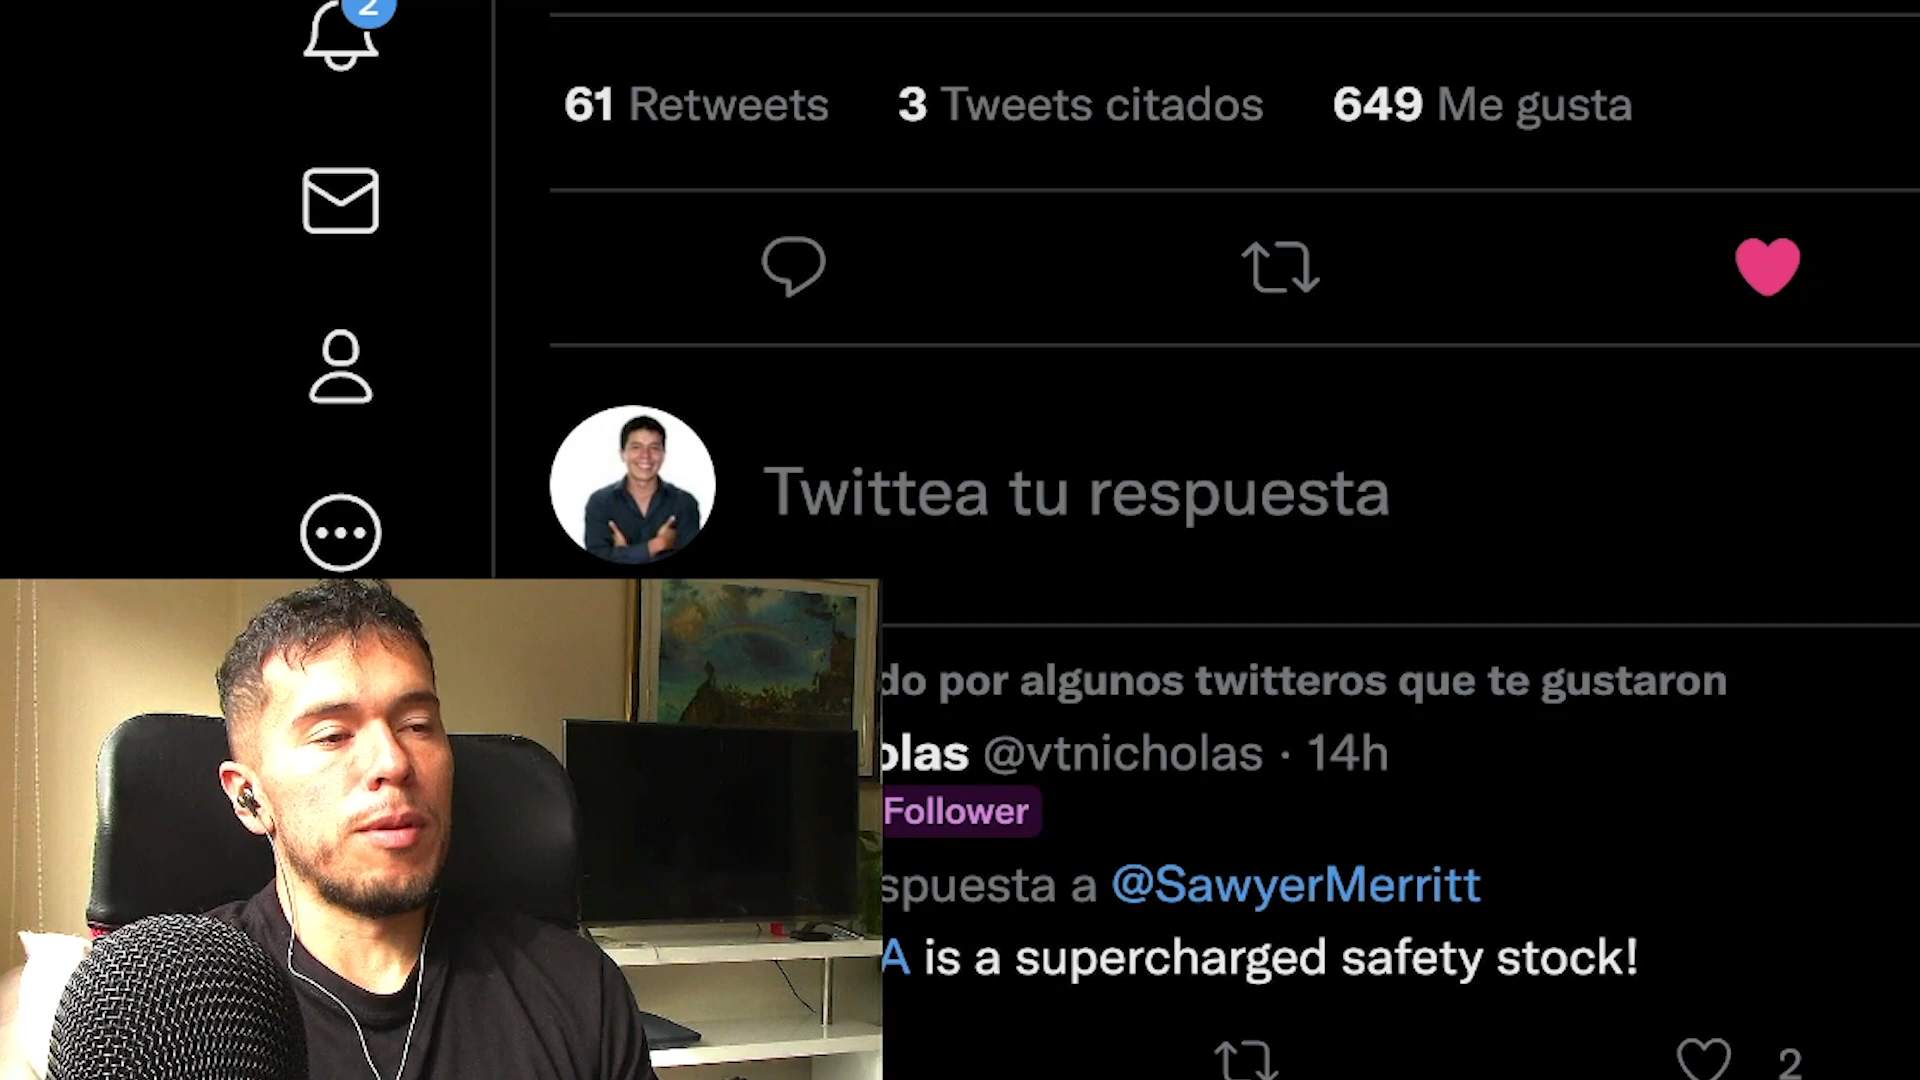 2
61 Retweets 3 Tweets citados 649 Me gusta
Twittea tu respuesta
do por algunos twitteros que te gustaron
olas @vtnicholas · 14h
Follower
spuesta a @SawyerMerritt
A is a supercharged safety stock!
2